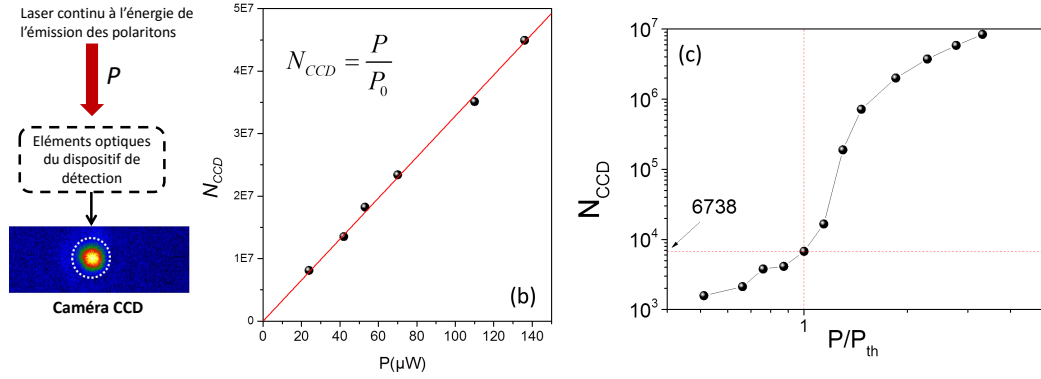 Laser continu à l'énergie de
l'émission des polaritons
P
Eléments optiques
du dispositif de
détection
Caméra CCD
N_CCD = P / P_0
(b)
N_CCD
5E7
4E7
3E7
2E7
1E7
0
0 20 40 60 80 100 120 140
P(µW)
(c)
N_CCD
10^7
10^6
10^5
10^4
10^3
6738
1
P/P_th